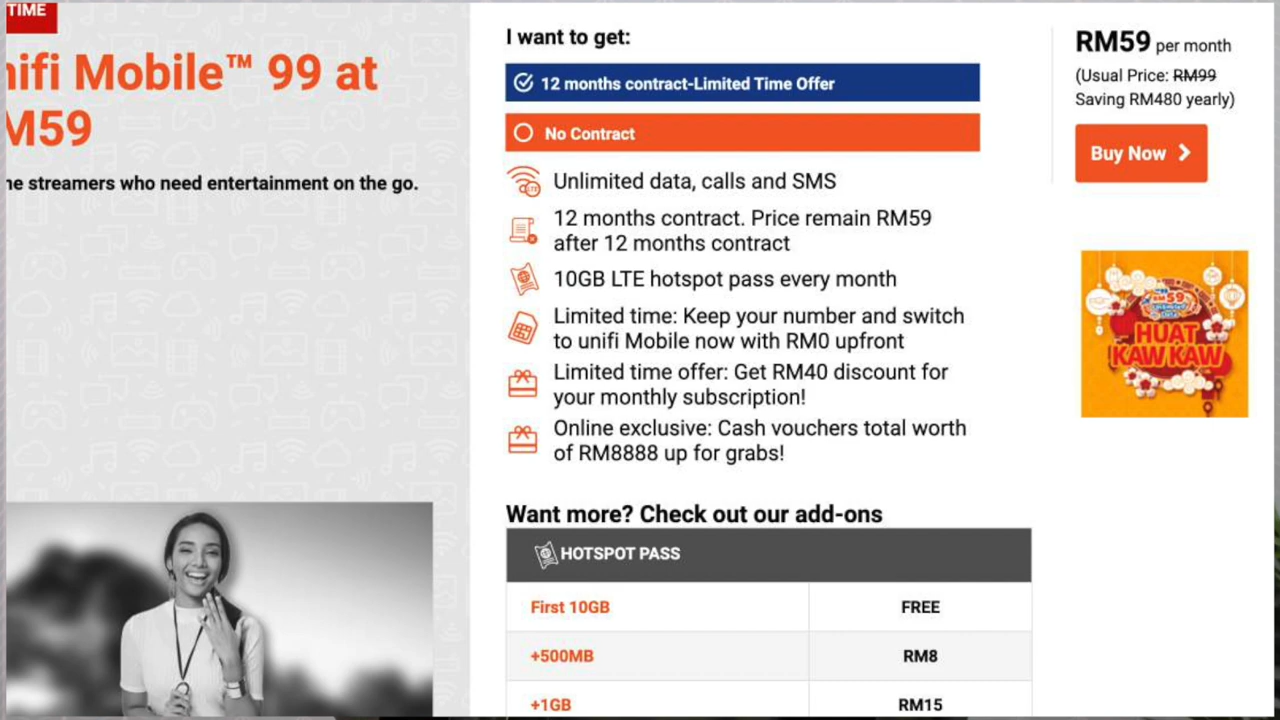 TIME
nifi Mobile™ 99 at
M59
ne streamers who need entertainment on the go.
I want to get:
12 months contract-Limited Time Offer
No Contract
Unlimited data, calls and SMS
12 months contract. Price remain RM59
after 12 months contract
10GB LTE hotspot pass every month
Limited time: Keep your number and switch
to unifi Mobile now with RM0 upfront
Limited time offer: Get RM40 discount for
your monthly subscription!
Online exclusive: Cash vouchers total worth
of RM8888 up for grabs!
Want more? Check out our add-ons
HOTSPOT PASS
First 10GB FREE
+500MB RM8
+1GB RM15
RM59 per month
(Usual Price: RM99
Saving RM480 yearly)
Buy Now
RM59
HUAT
KAW KAW